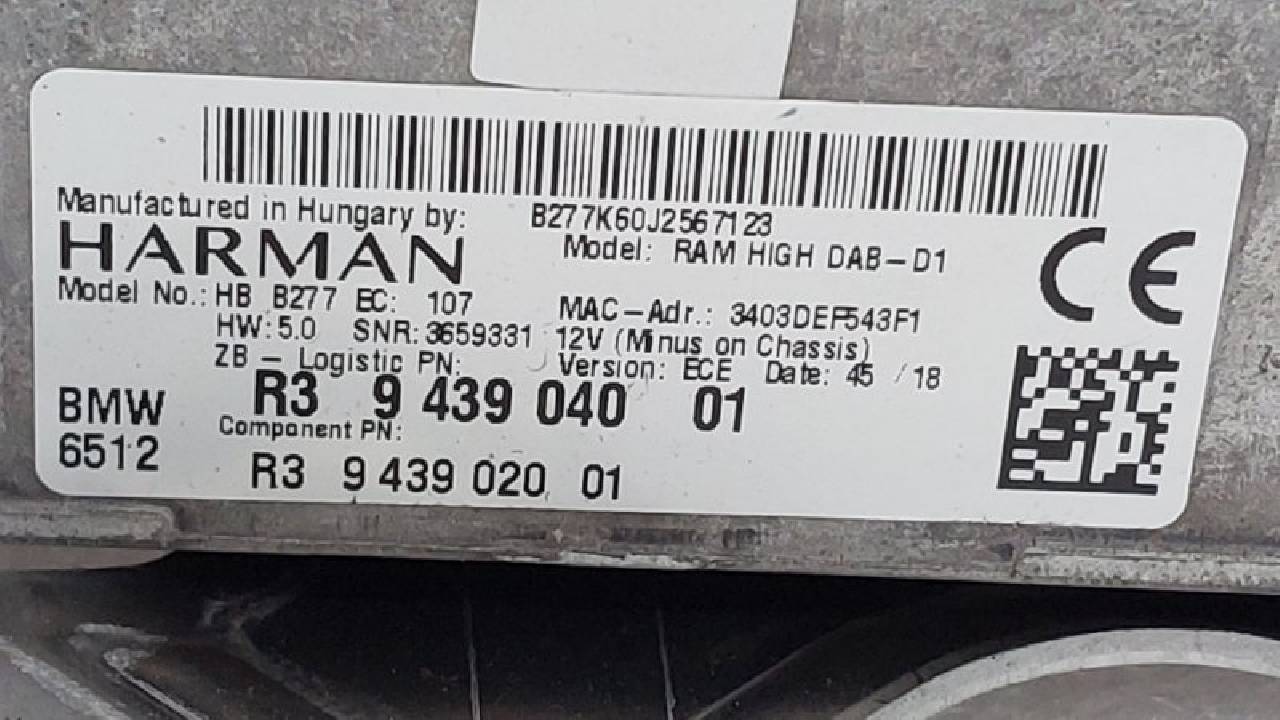 B277K60J2567123
Manufactured in Hungary by:
HARMAN
Model: RAM HIGH DAB-D1
Model No.: HB B277 EC: 107
MAC-Adr.: 3403DEF543F1
HW: 5.0 SNR: 3659331 12V (Minus on Chassis)
ZB - Logistic PN: Version: ECE Date: 45 / 18
R3 9 439 040 01
BMW
6512
Component PN:
R3 9 439 020 01
CE